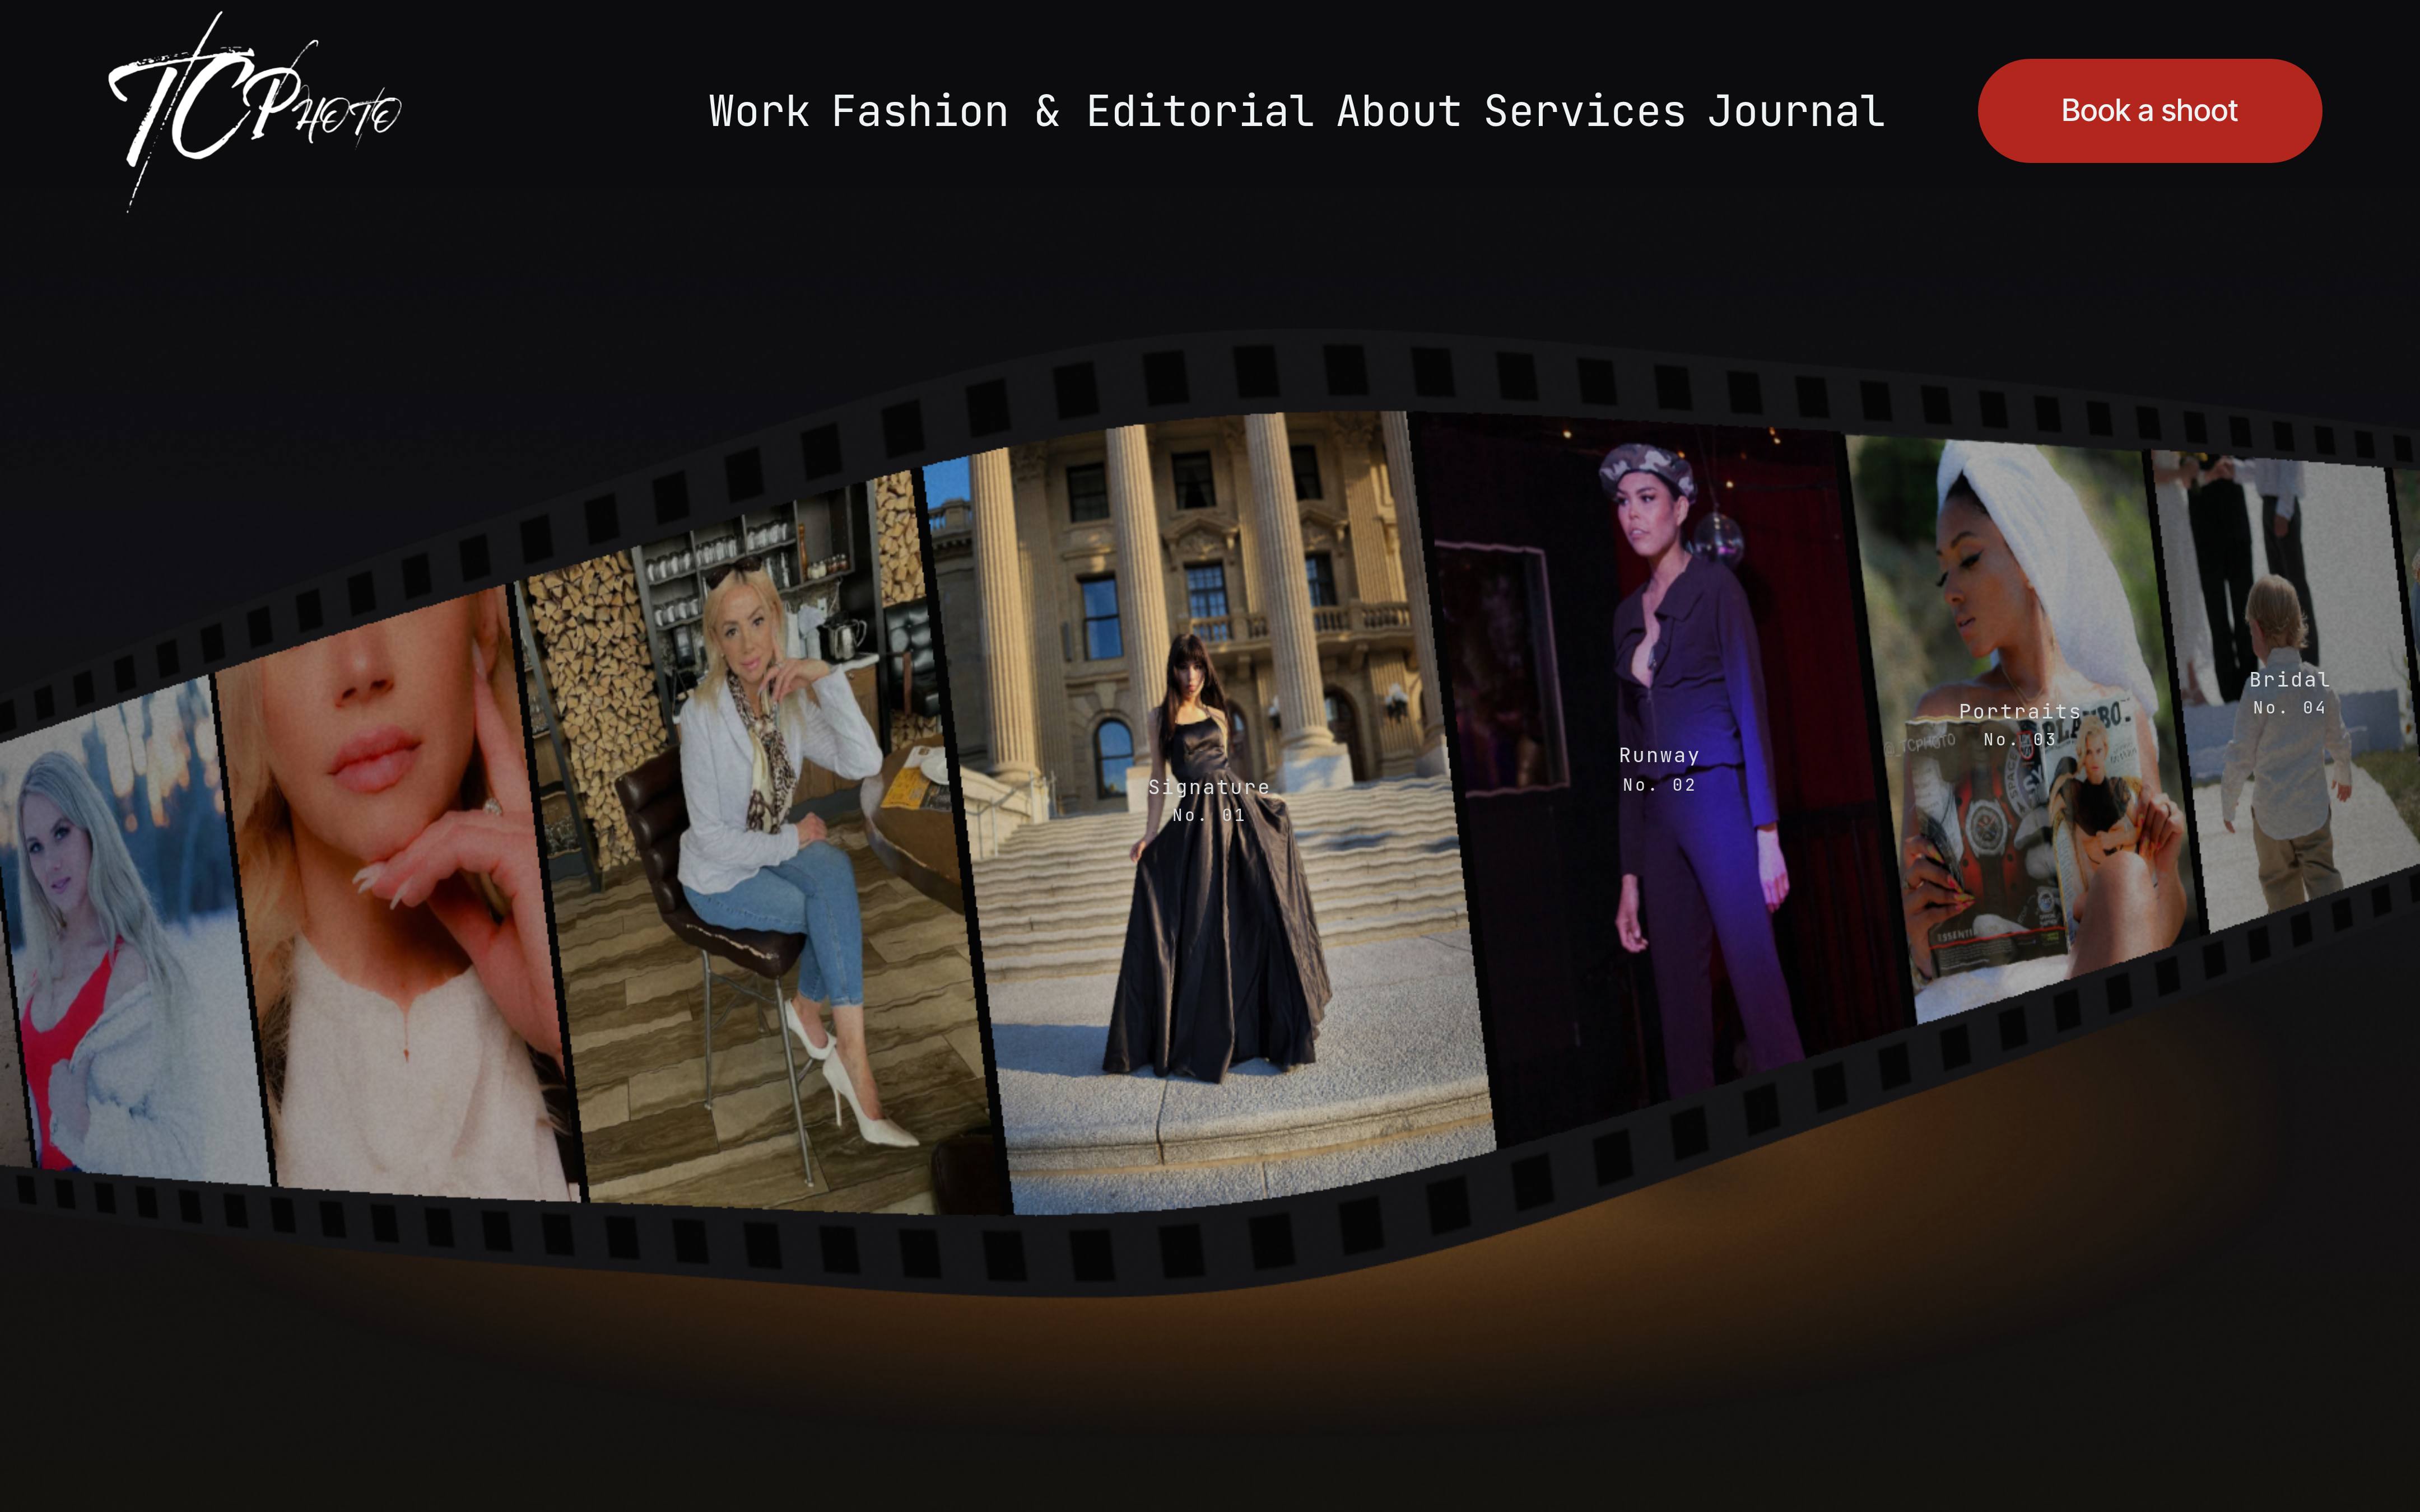 TCPHOTO
Work Fashion & Editorial About Services Journal
Book a shoot
Signature
No. 01
Runway
No. 02
Portraits
No. 03
@_TCPHOTO
Bridal
No. 04